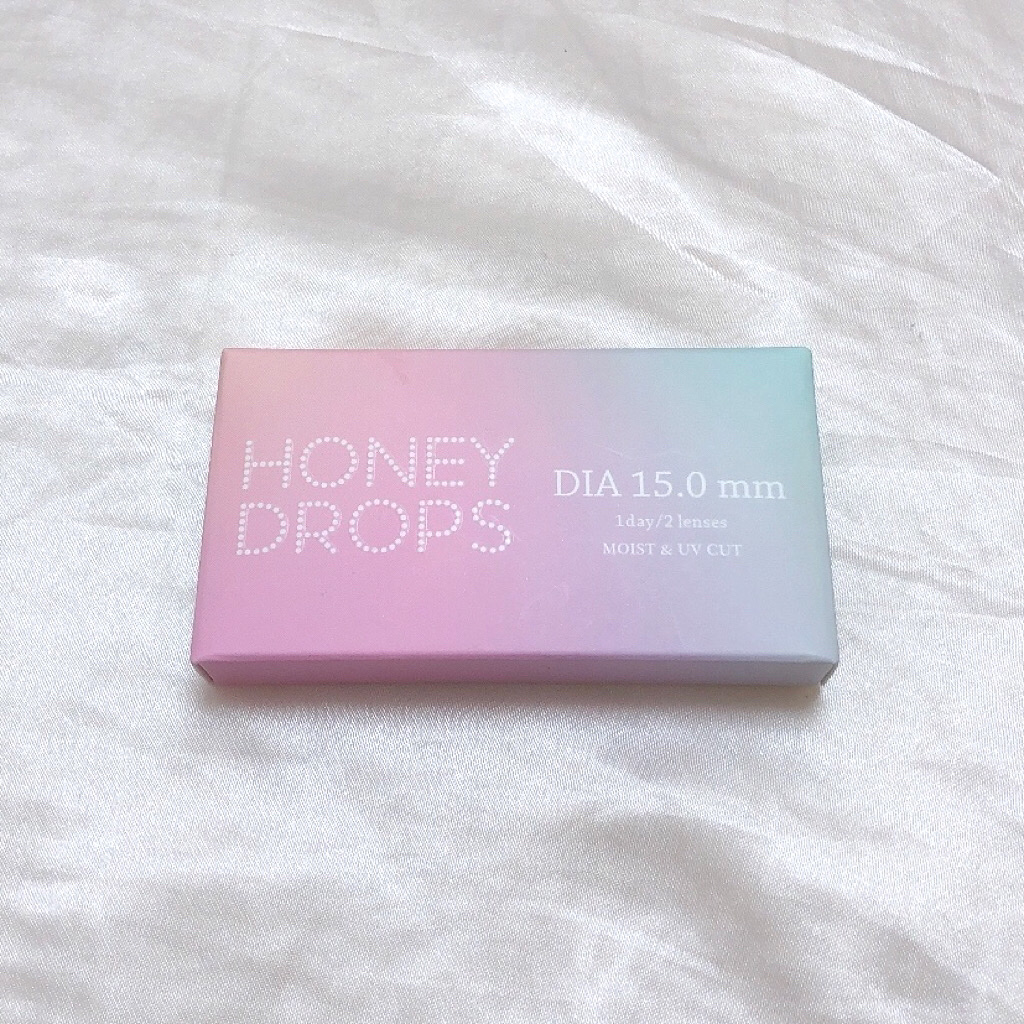 HONEY
DROPS
DIA 15.0 mm
1day/2 lenses
MOIST & UV CUT